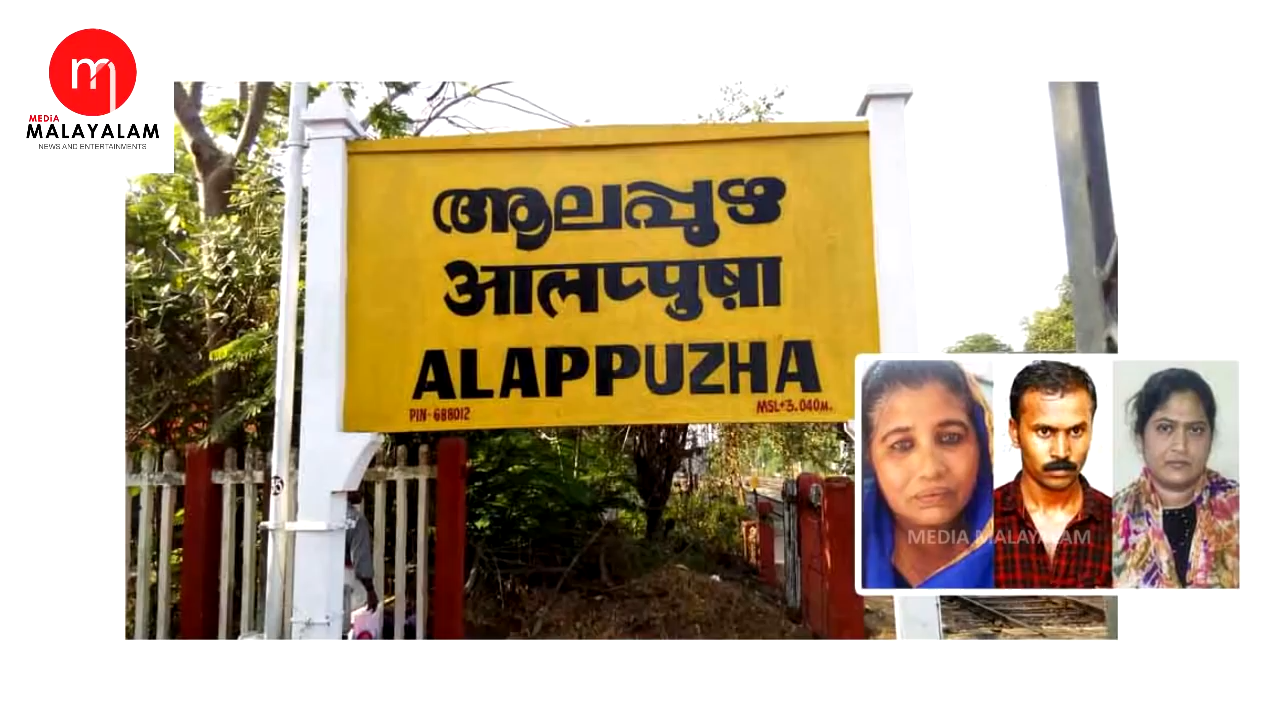 m
MEDIA
MALAYALAM
NEWS AND ENTERTAINMENTS
ആലപ്പുഴ
आलप्पुष़ा
ALAPPUZHA
PIN-688012
MSL+3.040M.
MEDIA MALAYALAM